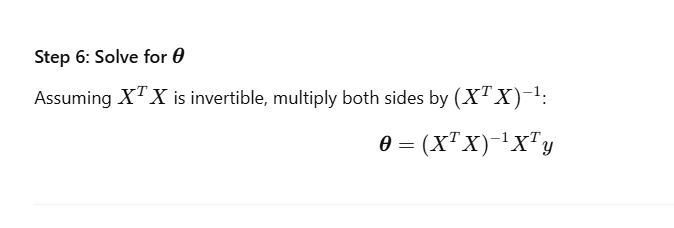 Step 6: Solve for θ
Assuming XᵀX is invertible, multiply both sides by (XᵀX)⁻¹:
θ = (XᵀX)⁻¹Xᵀy